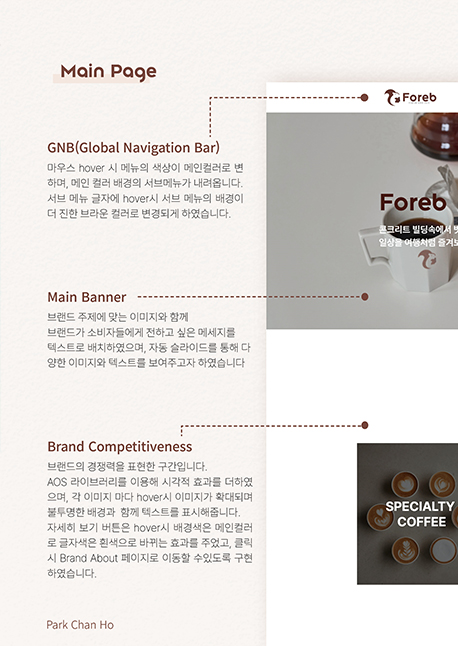 Main Page
Foreb
GNB(Global Navigation Bar)
마우스 hover 시 메뉴의 색상이 메인컬러로 변
하며, 메인 컬러 배경의 서브메뉴가 내려옵니다.
서브 메뉴 글자에 hover시 서브 메뉴의 배경이
더 진한 브라운 컬러로 변경되게 하였습니다.
Foreb
콘크리트 빌딩속에서
일상을 여행처럼 즐겨보
Main Banner
브랜드 주제에 맞는 이미지와 함께
브랜드가 소비자들에게 전하고 싶은 메세지를
텍스트로 배치하였으며, 자동 슬라이드를 통해 다
양한 이미지와 텍스트를 보여주고자 하였습니다
Brand Competitiveness
브랜드의 경쟁력을 표현한 구간입니다.
AOS 라이브러리를 이용해 시각적 효과를 더하였
으며, 각 이미지 마다 hover시 이미지가 확대되며
불투명한 배경과 함께 텍스트를 표시해줍니다.
자세히 보기 버튼은 hover시 배경색은 메인컬러
로 글자색은 흰색으로 바뀌는 효과를 주었고, 클릭
시 Brand About 페이지로 이동할 수있도록 구현
하였습니다.
SPECIALTY
COFFEE
Park Chan Ho